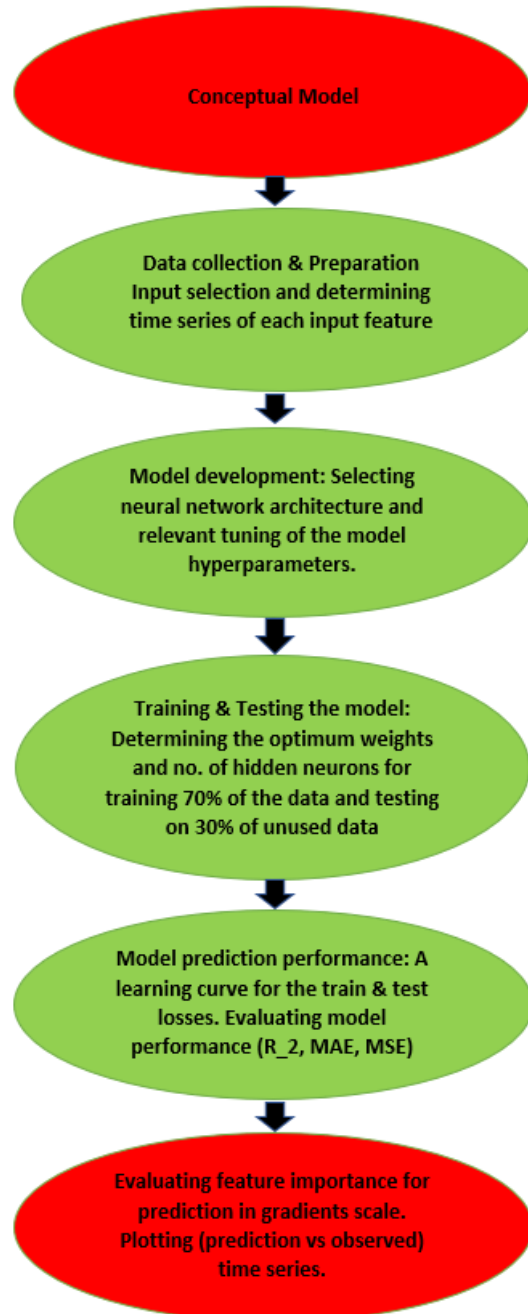 Conceptual Model
Data collection & Preparation
Input selection and determining
time series of each input feature
Model development: Selecting
neural network architecture and
relevant tuning of the model
hyperparameters.
Training & Testing the model:
Determining the optimum weights
and no. of hidden neurons for
training 70% of the data and testing
on 30% of unused data
Model prediction performance: A
learning curve for the train & test
losses. Evaluating model
performance (R_2, MAE, MSE)
Evaluating feature importance for
prediction in gradients scale.
Plotting (prediction vs observed)
time series.